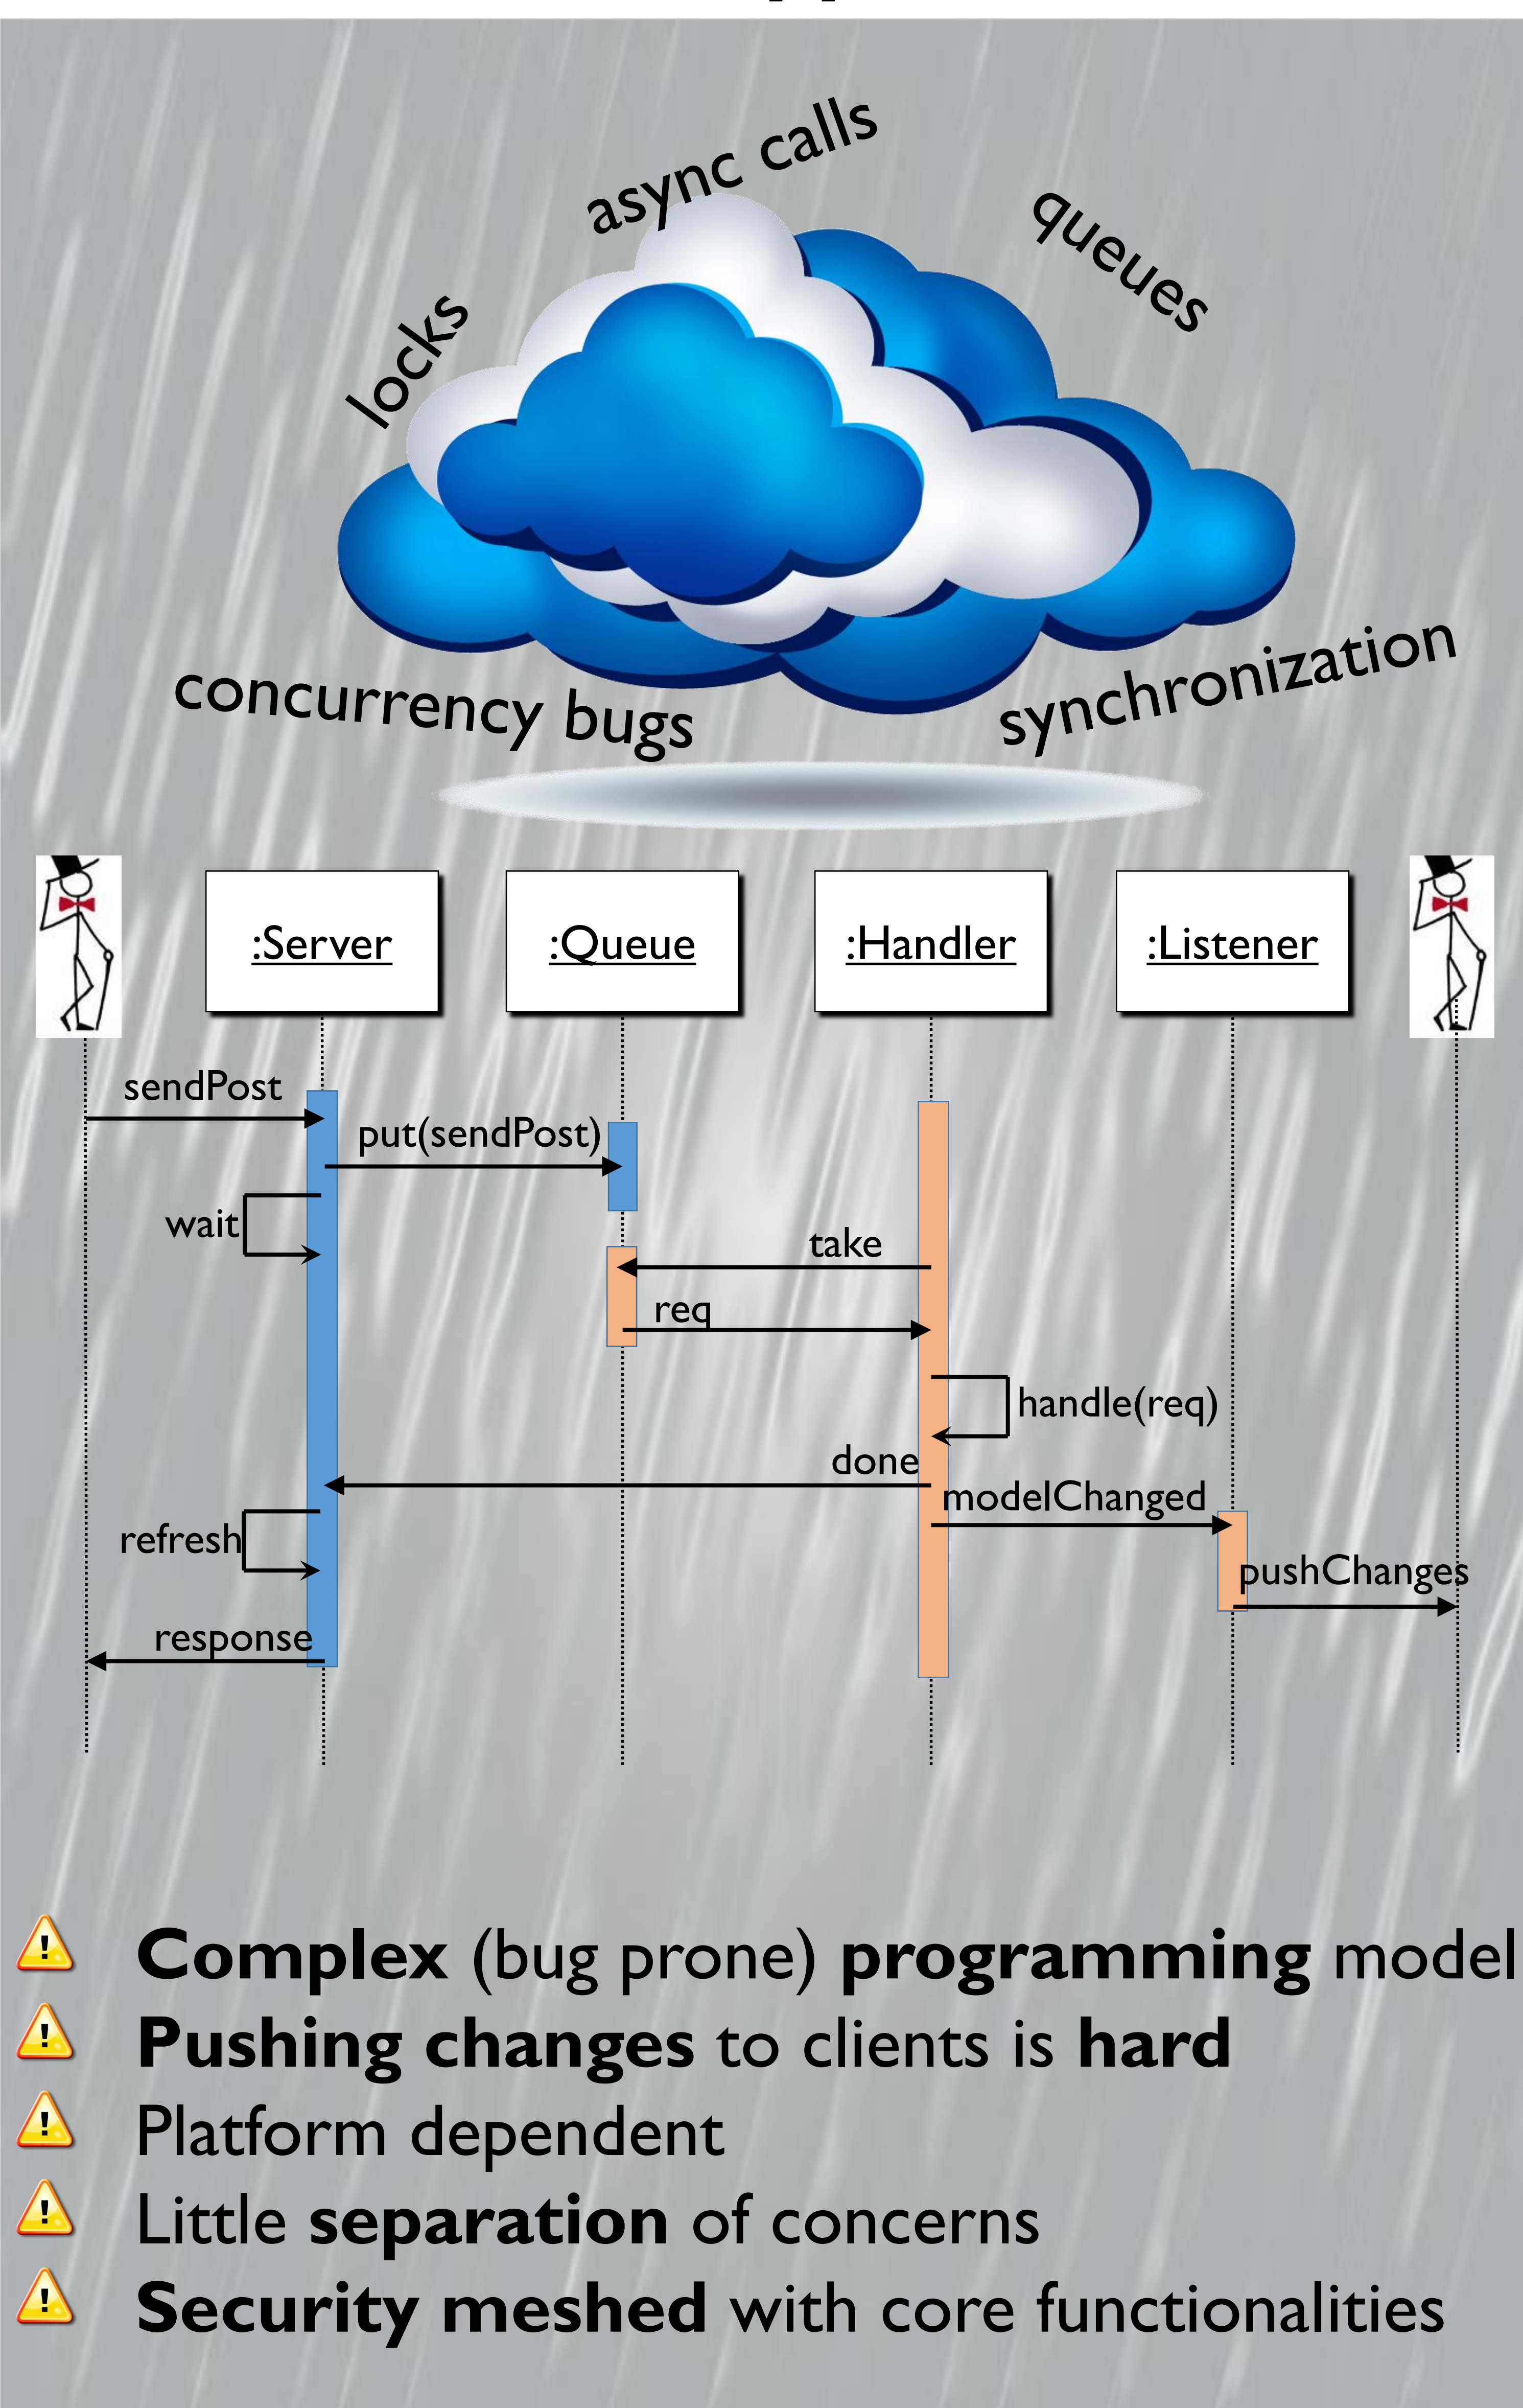 async calls
queues
locks
concurrency bugs
synchronization
:Server
:Queue
:Handler
:Listener
sendPost
put(sendPost)
wait
take
req
handle(req)
done
modelChanged
refresh
pushChanges
response
Complex (bug prone) programming model
Pushing changes to clients is hard
Platform dependent
Little separation of concerns
Security meshed with core functionalities